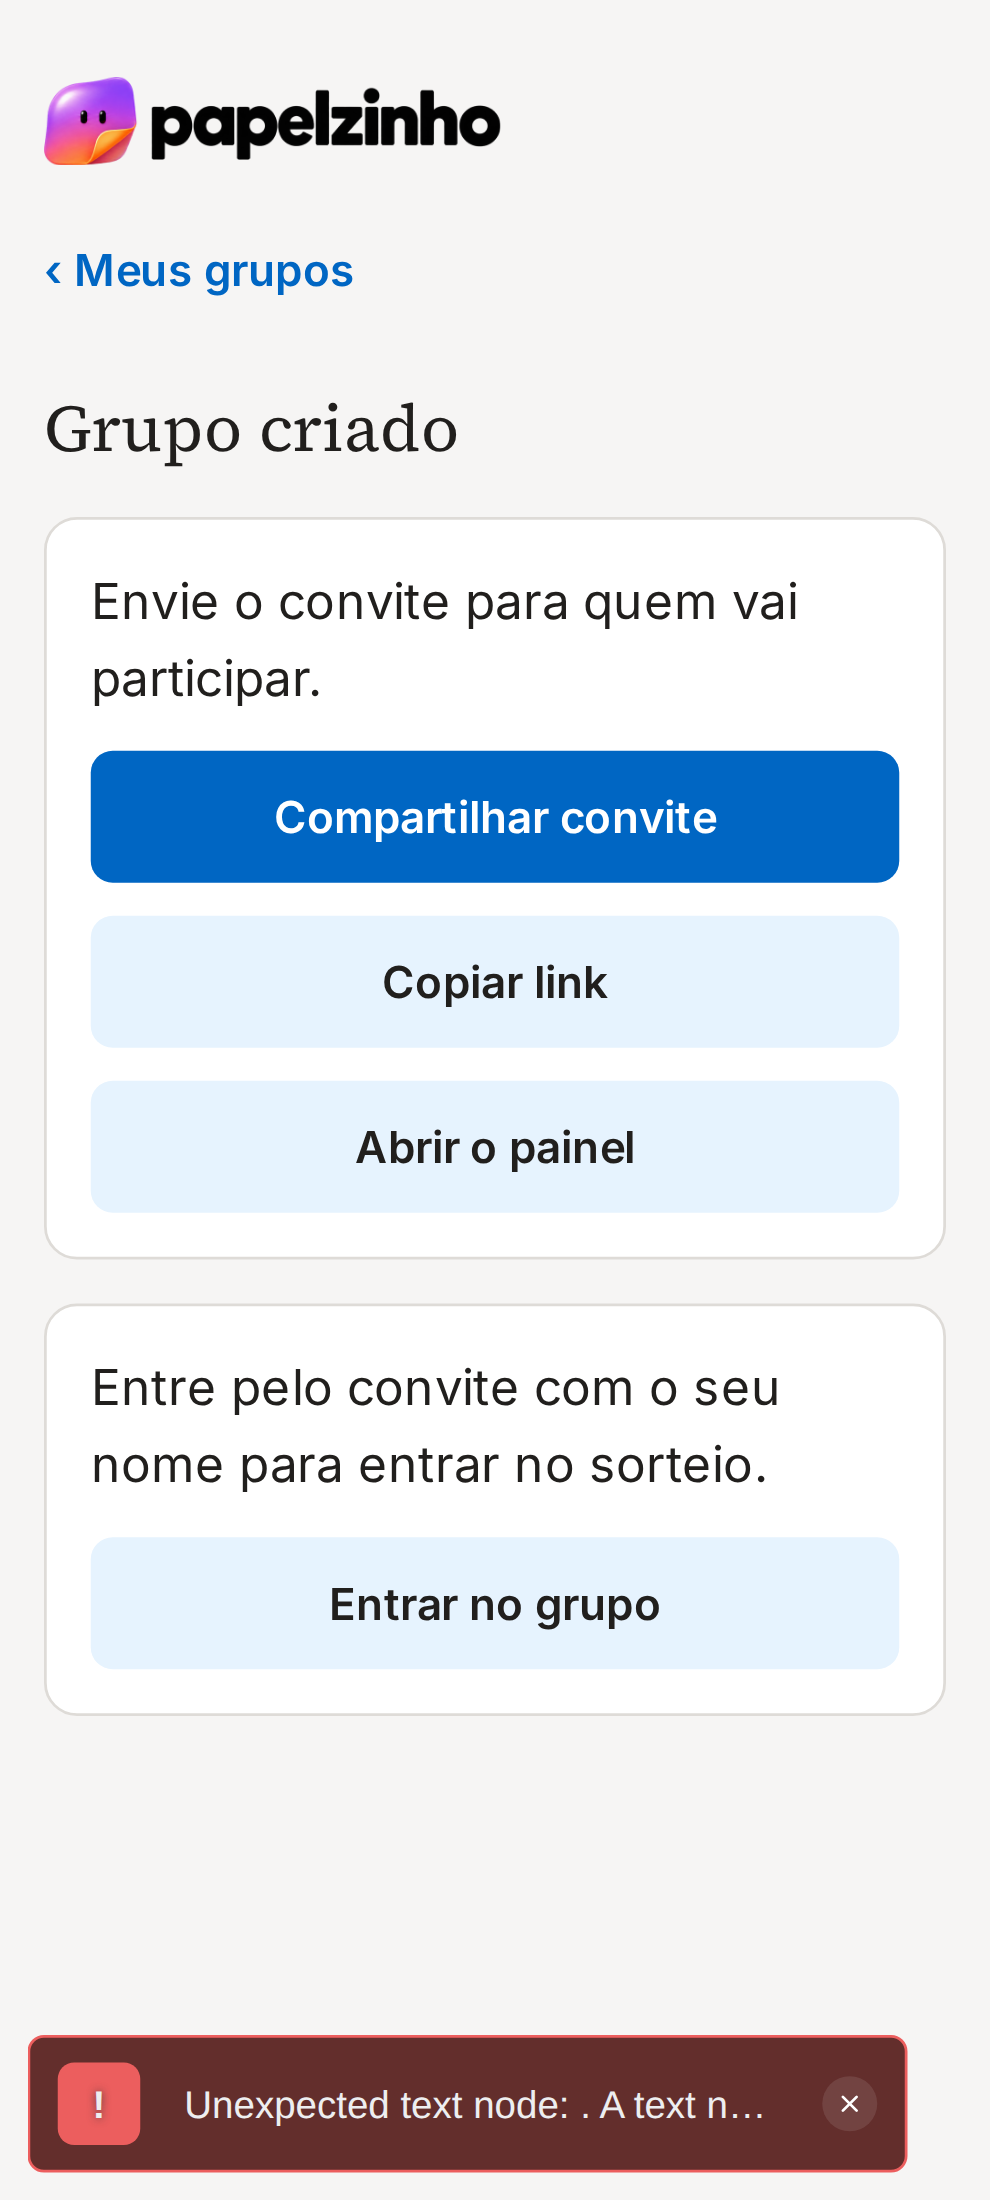 papelzinho
‹ Meus grupos
Grupo criado
Envie o convite para quem vai
participar.
Compartilhar convite
Copiar link
Abrir o painel
Entre pelo convite com o seu
nome para entrar no sorteio.
Entrar no grupo
! Unexpected text node: . A text n…